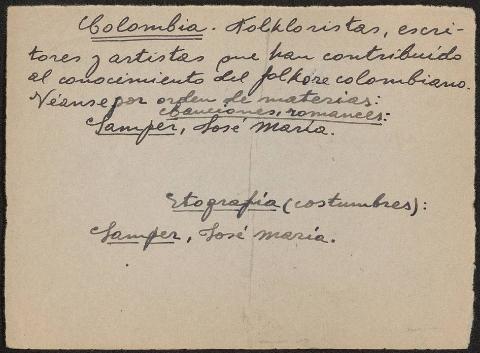 Colombia. Folkloristas, escri-
tores y artistas que han contribuído
al conocimiento del folklore colombiano.
Véanse por orden de materias:
Canciones, romances:
Samper, José María.
Etografía (costumbres):
Samper, José María.